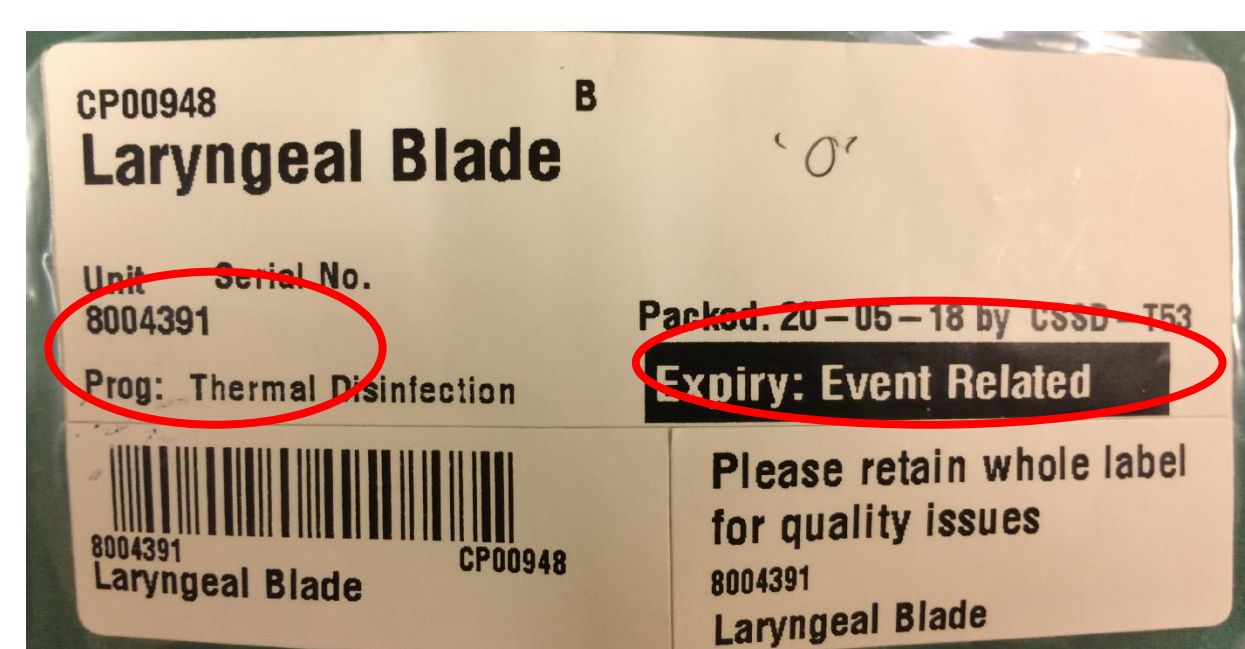 CP00948 B
Laryngeal Blade
'O'
Unit Serial No.
8004391
Packed: 20-05-18 by CSSD-T53
Prog: Thermal Disinfection
Expiry: Event Related
8004391 CP00948
Laryngeal Blade
Please retain whole label
for quality issues
8004391
Laryngeal Blade